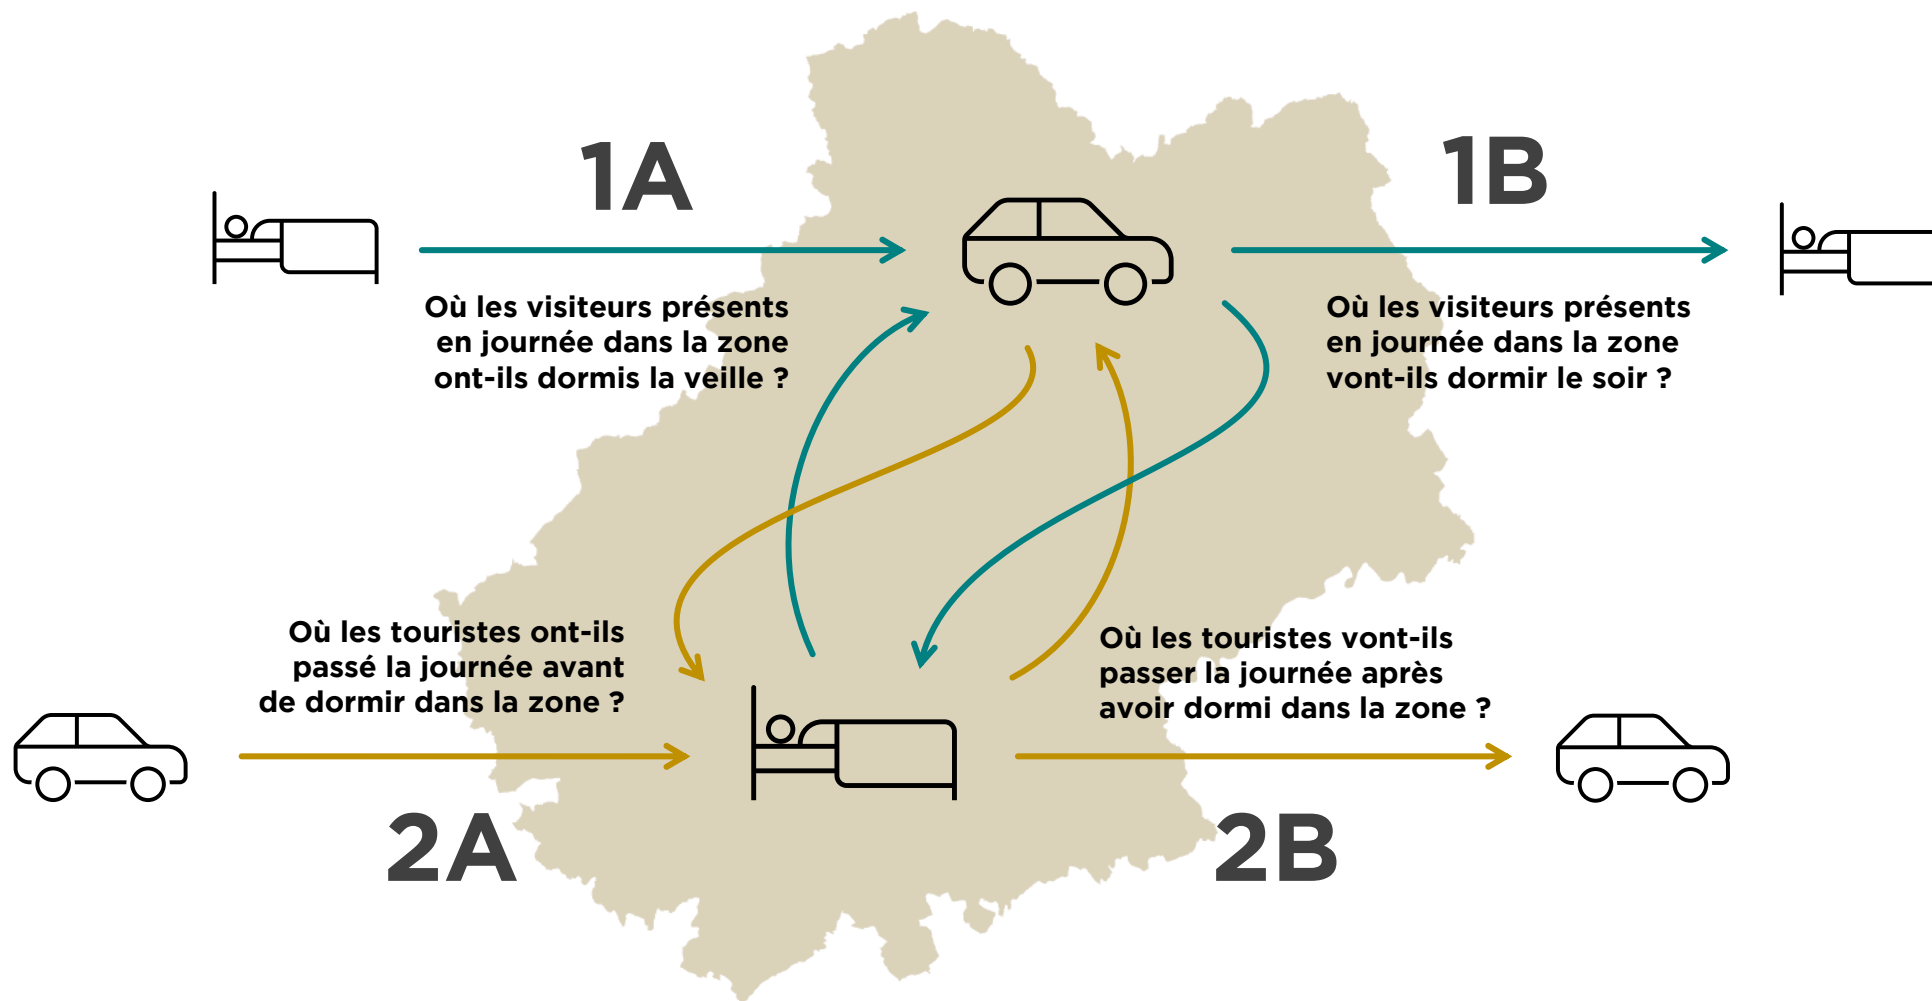 1A
Où les visiteurs présents
en journée dans la zone
ont-ils dormis la veille ?
1B
Où les visiteurs présents
en journée dans la zone
vont-ils dormir le soir ?
Où les touristes ont-ils
passé la journée avant
de dormir dans la zone ?
2A
Où les touristes vont-ils
passer la journée après
avoir dormi dans la zone ?
2B